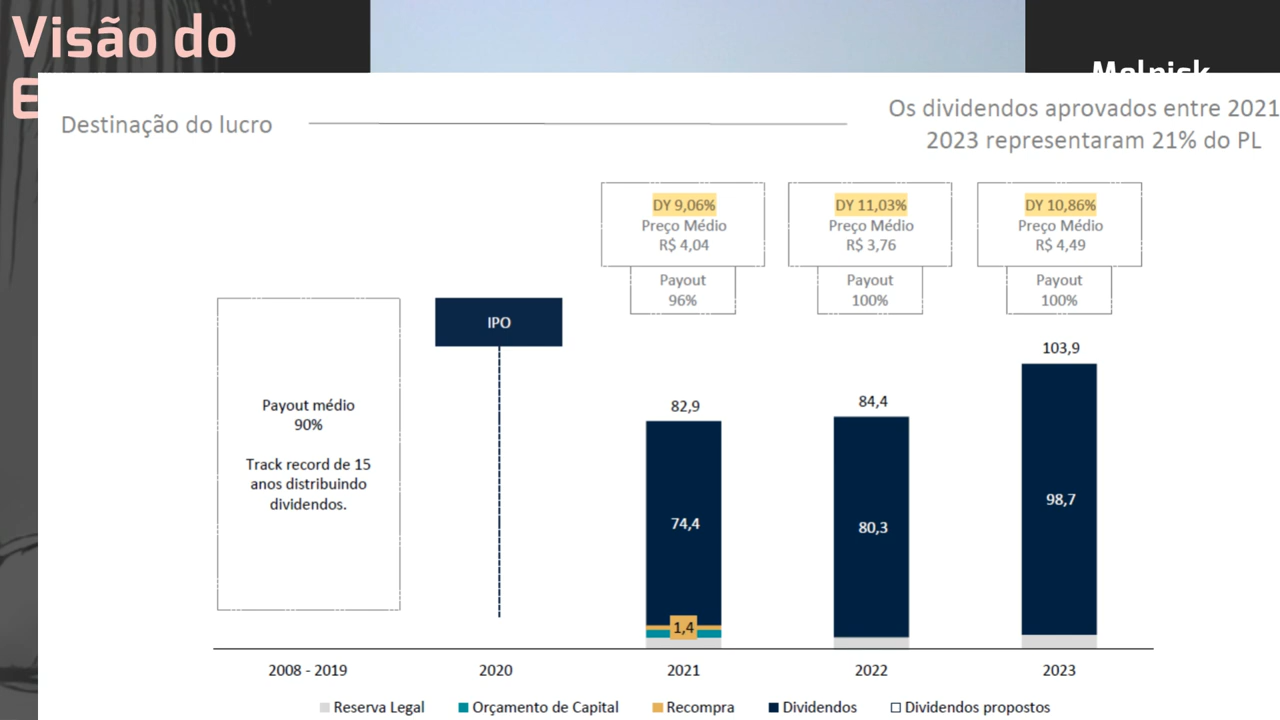 Visão do
E
Melnick
Destinação do lucro
Os dividendos aprovados entre 2021
2023 representaram 21% do PL
DY 9,06%
Preço Médio
R$ 4,04
Payout
96%
DY 11,03%
Preço Médio
R$ 3,76
Payout
100%
DY 10,86%
Preço Médio
R$ 4,49
Payout
100%
Payout médio
90%
Track record de 15
anos distribuindo
dividendos.
IPO
82,9
74,4
1,4
84,4
80,3
103,9
98,7
2008 - 2019
2020
2021
2022
2023
Reserva Legal
Orçamento de Capital
Recompra
Dividendos
Dividendos propostos